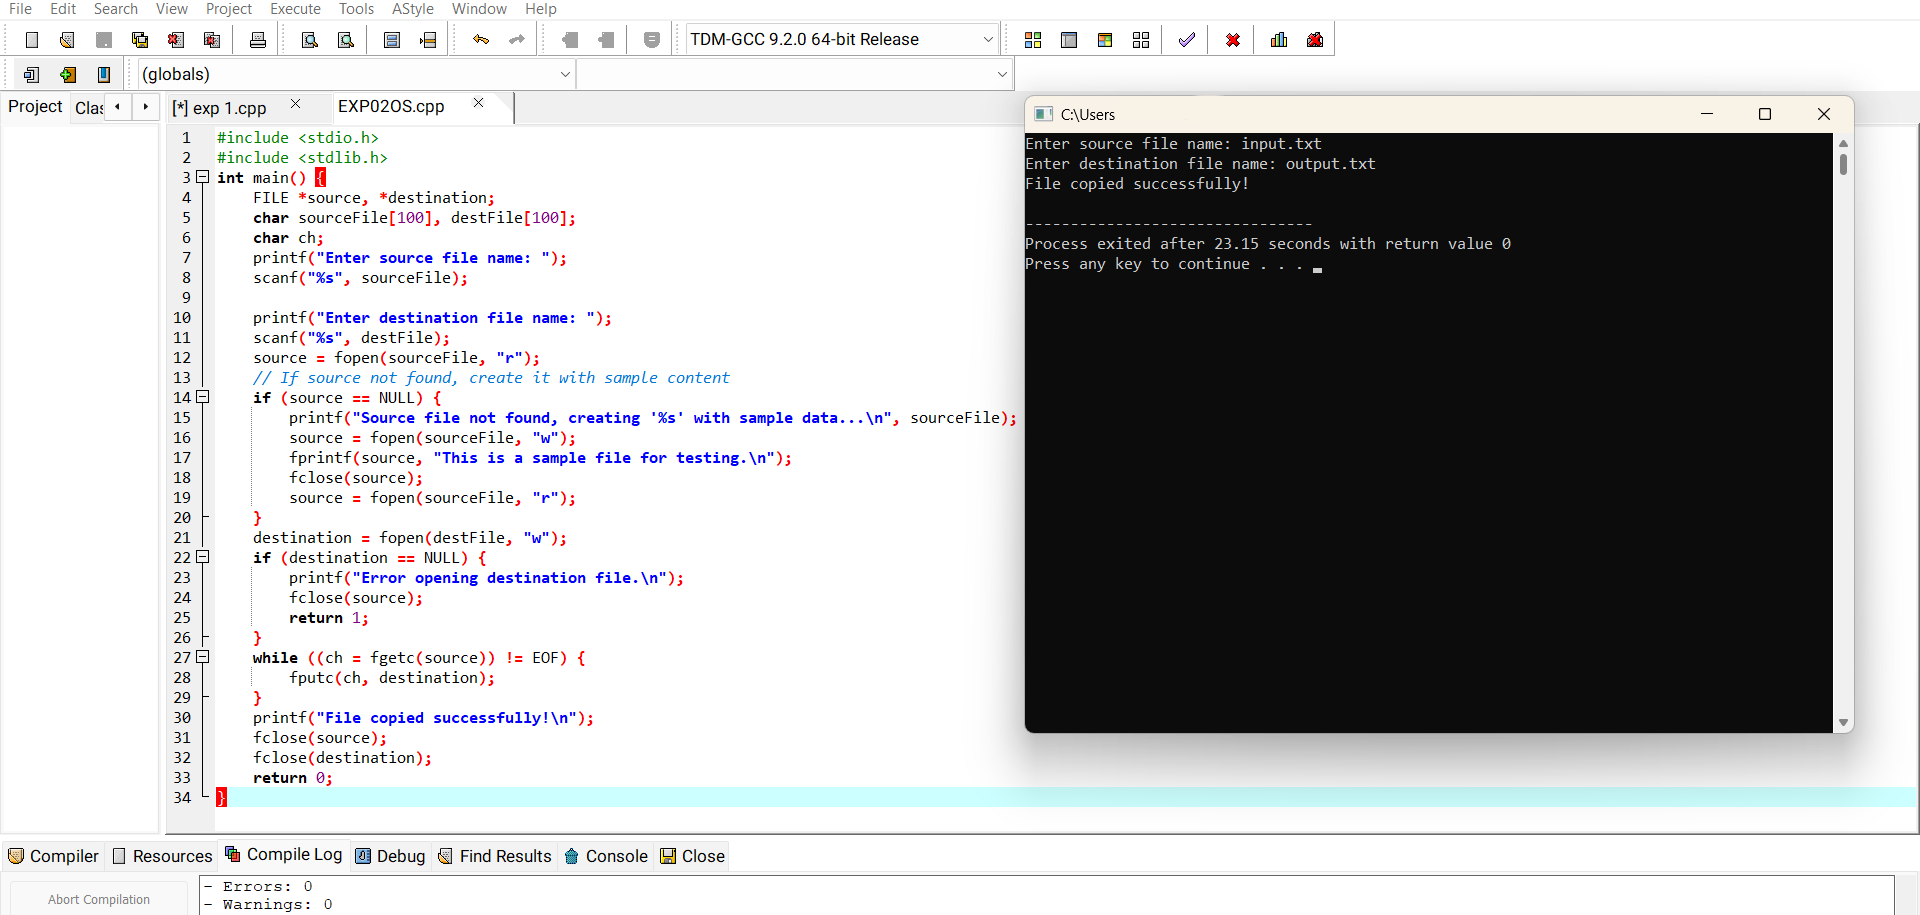 File Edit Search View Project Execute Tools AStyle Window Help
TDM-GCC 9.2.0 64-bit Release
(globals)
Project Clas [*] exp 1.cpp EXP02OS.cpp
1 #include <stdio.h>
2 #include <stdlib.h>
3 int main() {
4 FILE *source, *destination;
5 char sourceFile[100], destFile[100];
6 char ch;
7 printf("Enter source file name: ");
8 scanf("%s", sourceFile);
9
10 printf("Enter destination file name: ");
11 scanf("%s", destFile);
12 source = fopen(sourceFile, "r");
13 // If source not found, create it with sample content
14 if (source == NULL) {
15 printf("Source file not found, creating '%s' with sample data...\n", sourceFile);
16 source = fopen(sourceFile, "w");
17 fprintf(source, "This is a sample file for testing.\n");
18 fclose(source);
19 source = fopen(sourceFile, "r");
20 }
21 destination = fopen(destFile, "w");
22 if (destination == NULL) {
23 printf("Error opening destination file.\n");
24 fclose(source);
25 return 1;
26 }
27 while ((ch = fgetc(source)) != EOF) {
28 fputc(ch, destination);
29 }
30 printf("File copied successfully!\n");
31 fclose(source);
32 fclose(destination);
33 return 0;
34 }
C:\Users
Enter source file name: input.txt
Enter destination file name: output.txt
File copied successfully!
--------------------------------
Process exited after 23.15 seconds with return value 0
Press any key to continue . . .
Compiler Resources Compile Log Debug Find Results Console Close
Abort Compilation
- Errors: 0
- Warnings: 0